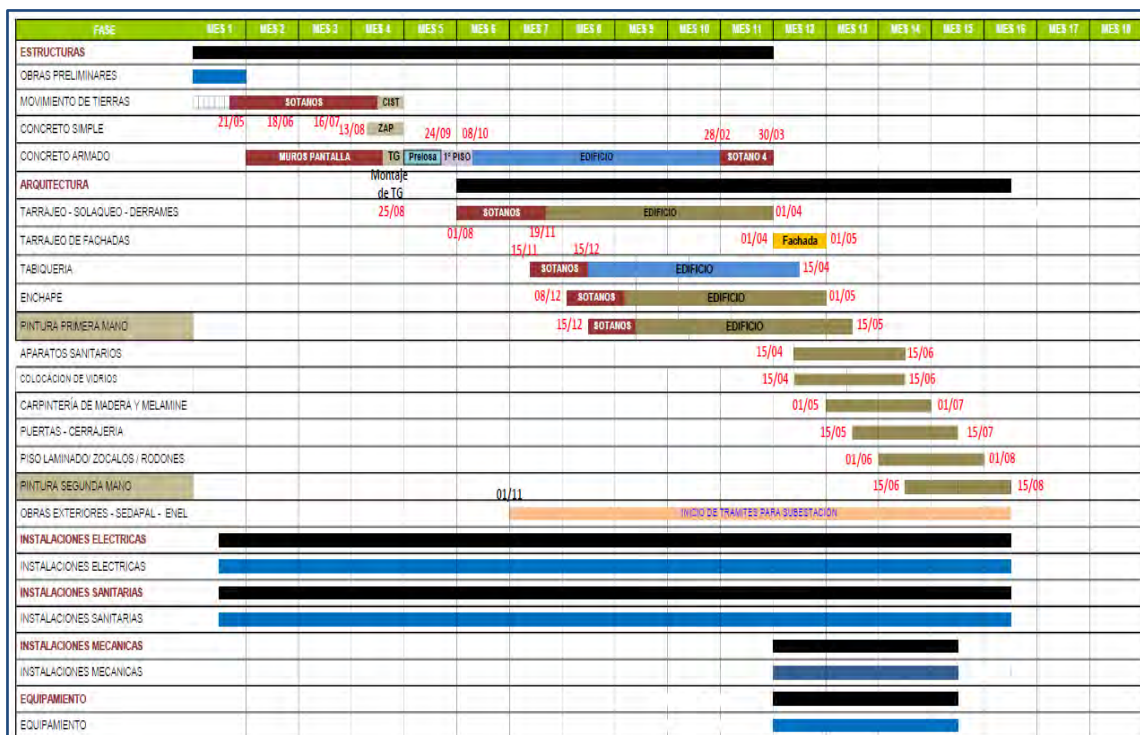 FASE MES 1 MES 2 MES 3 MES 4 MES 5 MES 6 MES 7 MES 8 MES 9 MES 10 MES 11 MES 12 MES 13 MES 14 MES 15 MES 16 MES 17 MES 18
ESTRUCTURAS
OBRAS PRELIMINARES
MOVIMIENTO DE TIERRAS SOTANOS CIST
21/05 18/06 16/07 13/08
CONCRETO SIMPLE ZAP 24/09 08/10 28/02 30/03
CONCRETO ARMADO MUROS PANTALLA TG Prelosa 1º PISO EDIFICIO SOTANO 4
ARQUITECTURA Montaje
de TG
TARRAJEO - SOLAQUEO - DERRAMES 25/08 SOTANOS EDIFICIO 01/04
01/08 19/11
TARRAJEO DE FACHADAS 01/04 Fachada 01/05
15/11 15/12
TABIQUERIA SOTANOS EDIFICIO 15/04
ENCHAPE 08/12 SOTANOS EDIFICIO 01/05
PINTURA PRIMERA MANO 15/12 SOTANOS EDIFICIO 15/05
APARATOS SANITARIOS 15/04 15/06
COLOCACION DE VIDRIOS 15/04 15/06
CARPINTERÍA DE MADERA Y MELAMINE 01/05 01/07
PUERTAS - CERRAJERIA 15/05 15/07
PISO LAMINADO/ ZOCALOS / RODONES 01/06 01/08
PINTURA SEGUNDA MANO 15/06 15/08
01/11
OBRAS EXTERIORES - SEDAPAL - ENEL INICIO DE TRAMITES PARA SUBESTACIÓN
INSTALACIONES ELECTRICAS
INSTALACIONES ELECTRICAS
INSTALACIONES SANITARIAS
INSTALACIONES SANITARIAS
INSTALACIONES MECANICAS
INSTALACIONES MECANICAS
EQUIPAMIENTO
EQUIPAMIENTO